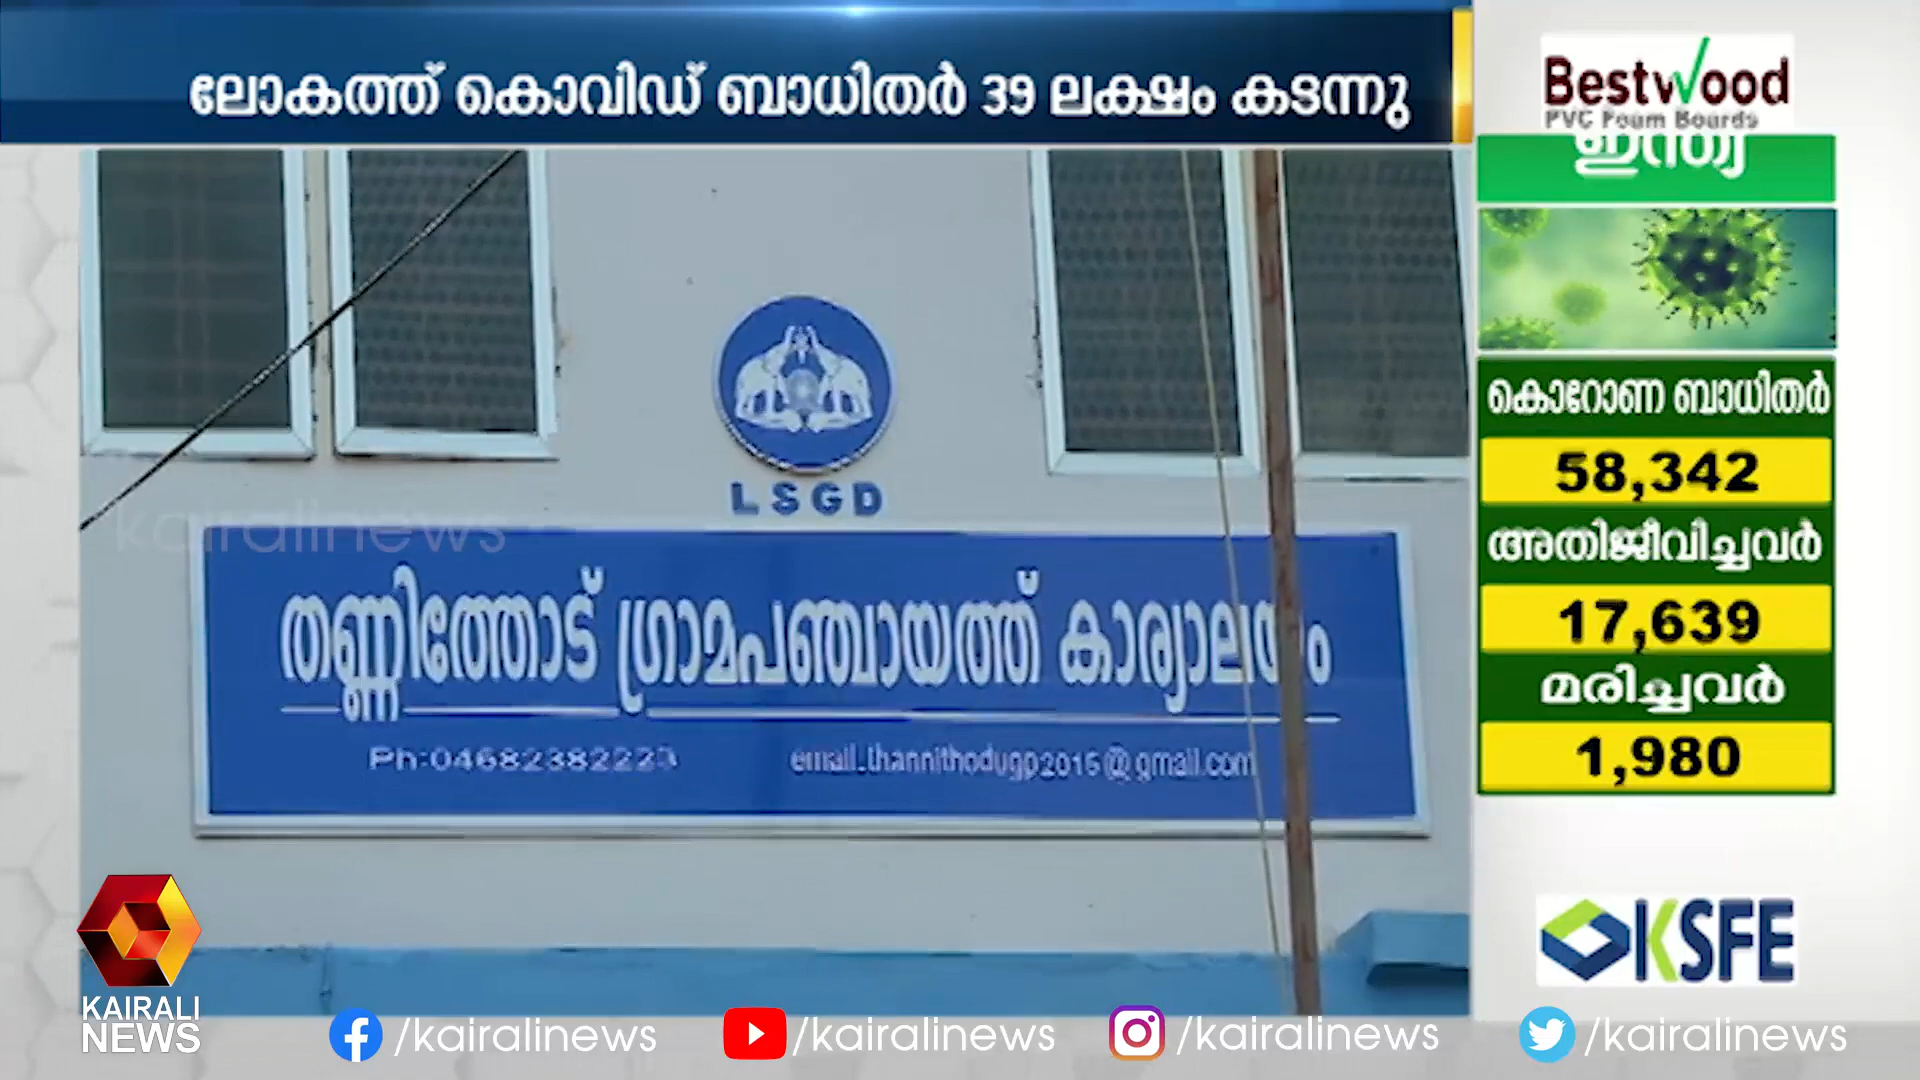 ലോകത്ത് കൊവിഡ് ബാധിതർ 39 ലക്ഷം കടന്നു
Bestwood
PVC Foam Boards
ഇന്ത്യ
കൊറോണ ബാധിതർ
58,342
അതിജീവിച്ചവർ
17,639
മരിച്ചവർ
1,980
LSGD
kairalinews
തണ്ണിത്തോട് ഗ്രാമപഞ്ചായത്ത് കാര്യാലയം
Ph:04682382223
email.thannithodugp2015@gmail.com
KSFE
KAIRALI
NEWS
/kairalinews
/kairalinews
/kairalinews
/kairalinews